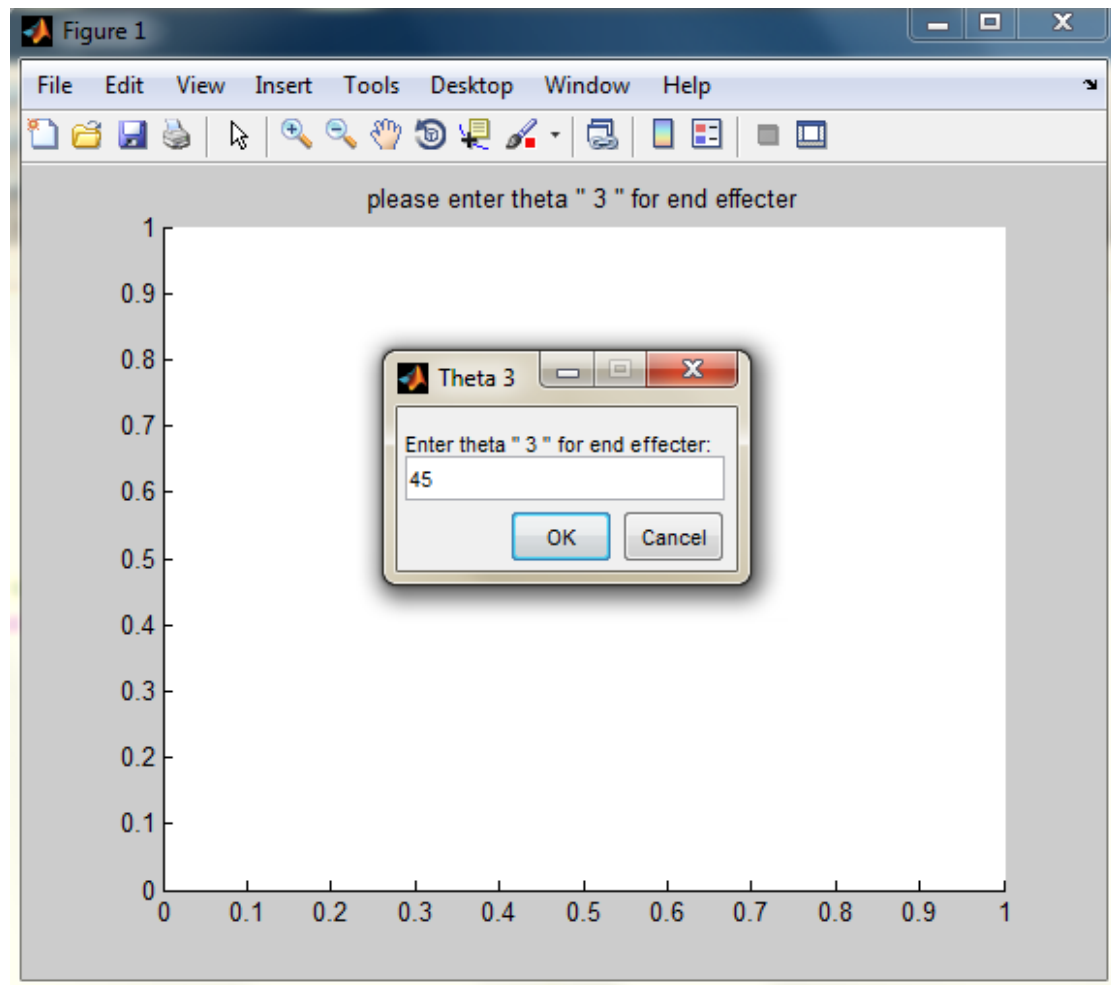 Figure 1
File Edit View Insert Tools Desktop Window Help
please enter theta " 3 " for end effecter
1
0.9
0.8
Theta 3
0.7
Enter theta " 3 " for end effecter:
45
0.6
OK Cancel
0.5
0.4
0.3
0.2
0.1
0
0 0.1 0.2 0.3 0.4 0.5 0.6 0.7 0.8 0.9 1